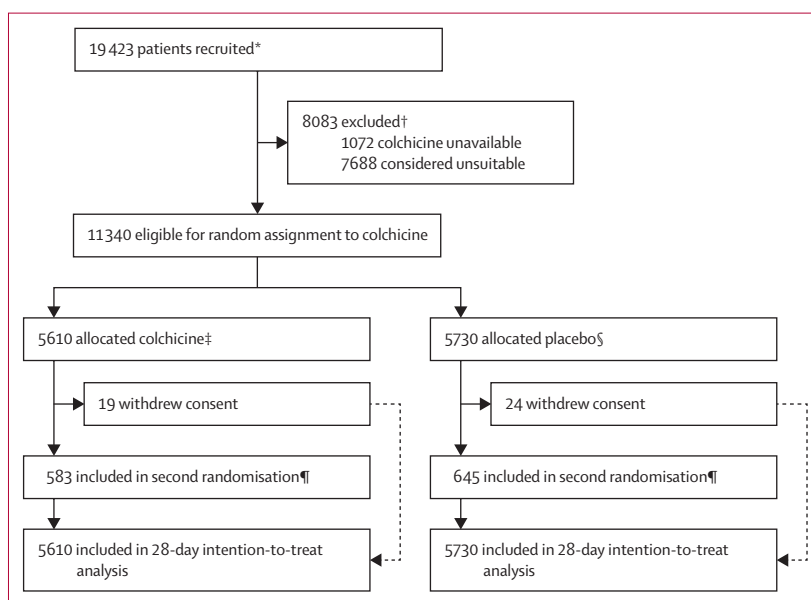 19 423 patients recruited*
8083 excluded†
1072 colchicine unavailable
7688 considered unsuitable
11 340 eligible for random assignment to colchicine
5610 allocated colchicine‡
5730 allocated placebo§
19 withdrew consent
24 withdrew consent
583 included in second randomisation¶
645 included in second randomisation¶
5610 included in 28-day intention-to-treat
analysis
5730 included in 28-day intention-to-treat
analysis